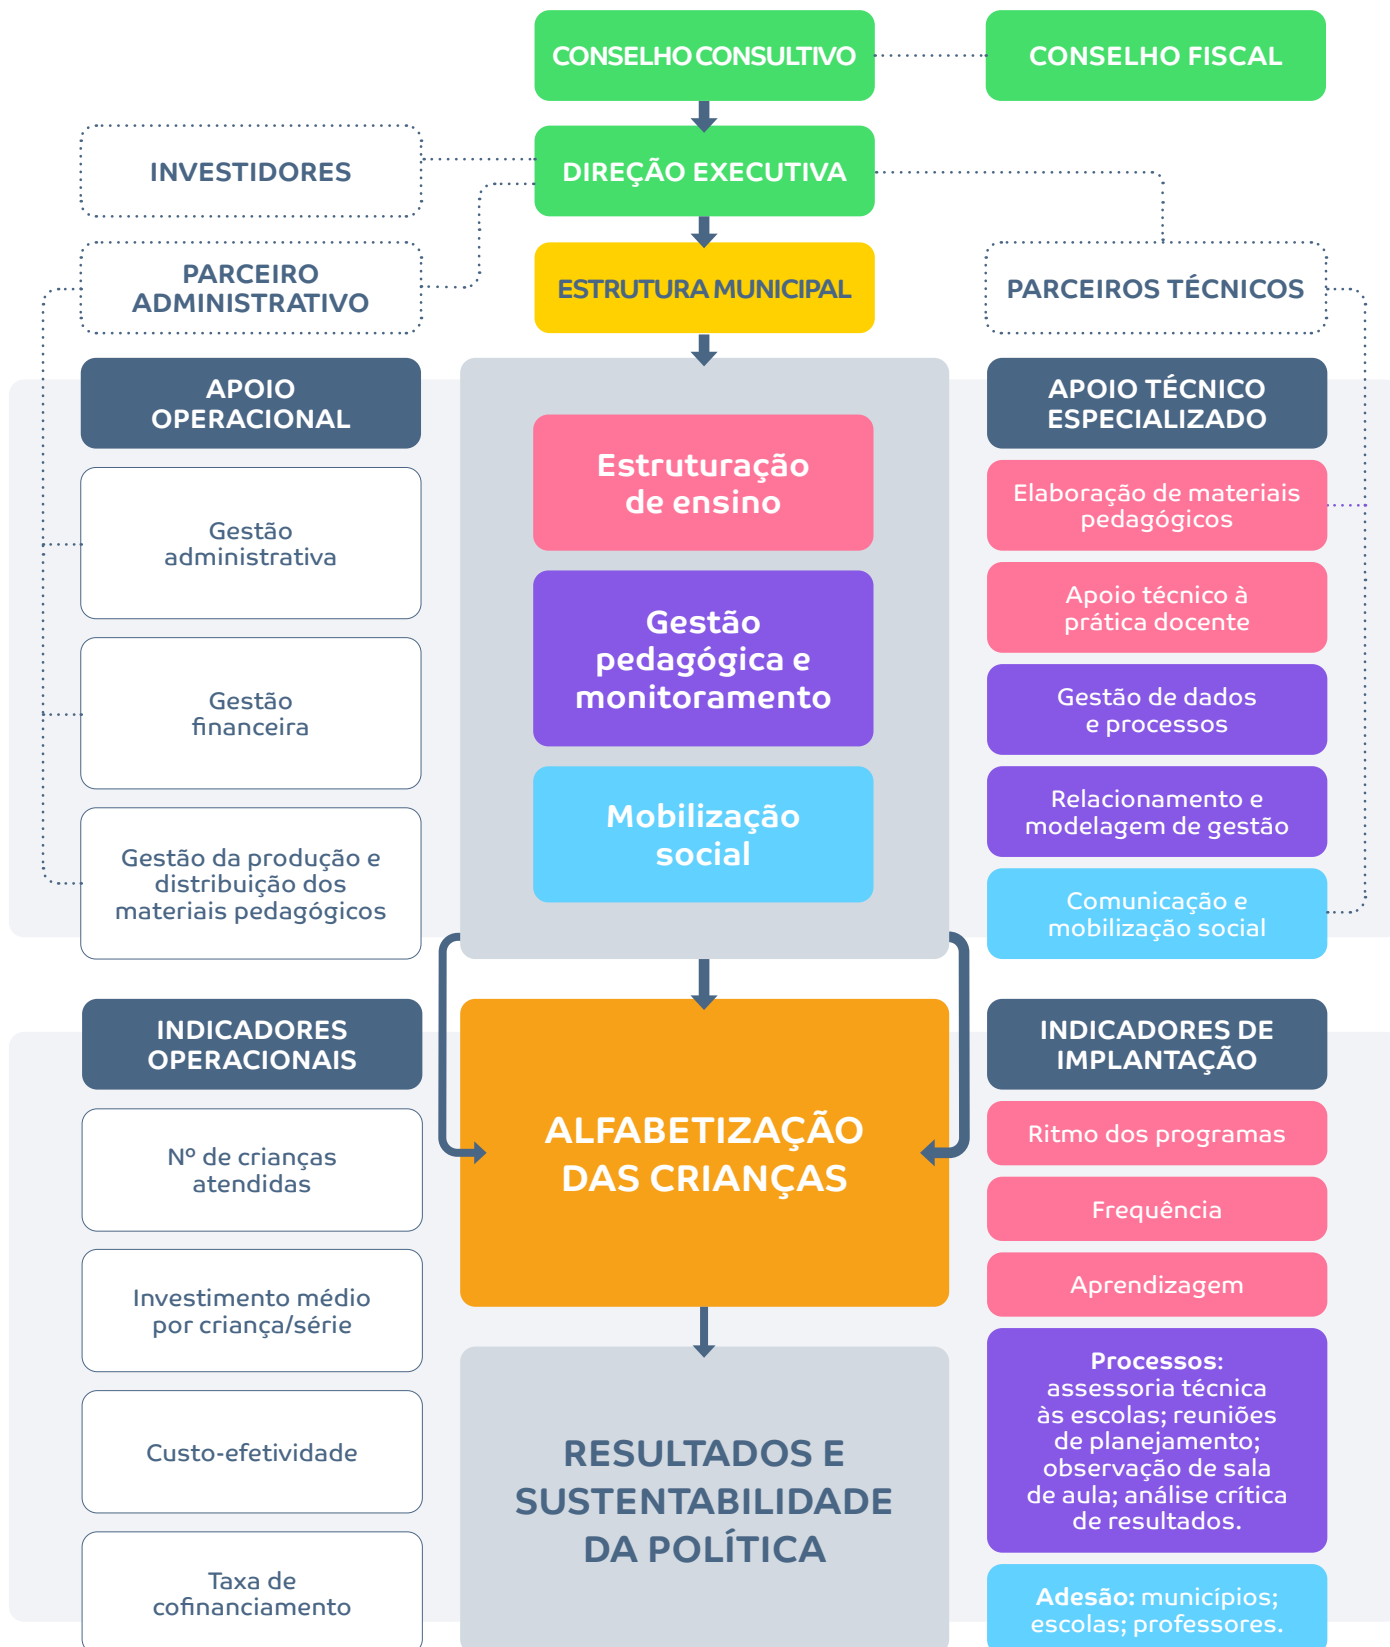 CONSELHO CONSULTIVO
CONSELHO FISCAL
INVESTIDORES
DIREÇÃO EXECUTIVA
PARCEIRO
ADMINISTRATIVO
ESTRUTURA MUNICIPAL
PARCEIROS TÉCNICOS
APOIO
OPERACIONAL
Gestão
administrativa
Gestão
financeira
Gestão da produção e
distribuição dos
materiais pedagógicos
Estruturação
de ensino
Gestão
pedagógica e
monitoramento
Mobilização
social
APOIO TÉCNICO
ESPECIALIZADO
Elaboração de materiais
pedagógicos
Apoio técnico à
prática docente
Gestão de dados
e processos
Relacionamento e
modelagem de gestão
Comunicação e
mobilização social
INDICADORES
OPERACIONAIS
Nº de crianças
atendidas
Investimento médio
por criança/série
Custo-efetividade
Taxa de
cofinanciamento
ALFABETIZAÇÃO
DAS CRIANÇAS
RESULTADOS E
SUSTENTABILIDADE
DA POLÍTICA
INDICADORES DE
IMPLANTAÇÃO
Ritmo dos programas
Frequência
Aprendizagem
Processos:
assessoria técnica
às escolas; reuniões
de planejamento;
observação de sala
de aula; análise crítica
de resultados.
Adesão: municípios;
escolas; professores.